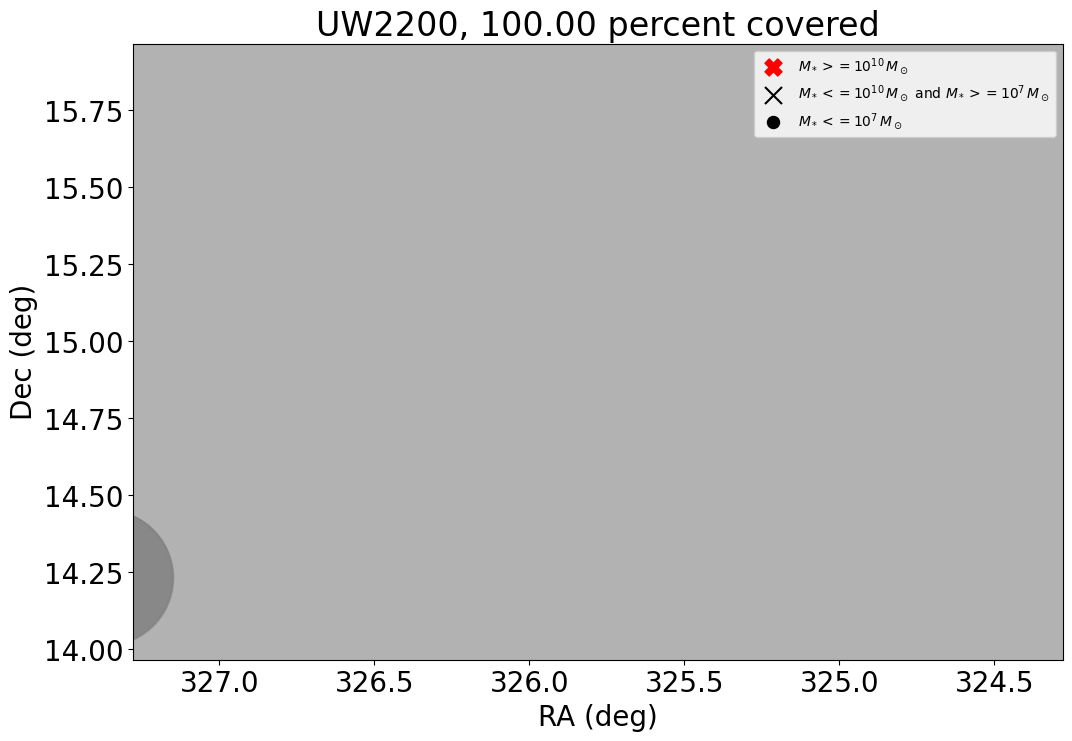 UW2200, 100.00 percent covered
M* >= 10^10 M⊙
M* <= 10^10 M⊙ and M* >= 10^7 M⊙
M* <= 10^7 M⊙
15.75
15.50
15.25
15.00
14.75
14.50
14.25
14.00
Dec (deg)
327.0 326.5 326.0 325.5 325.0 324.5
RA (deg)